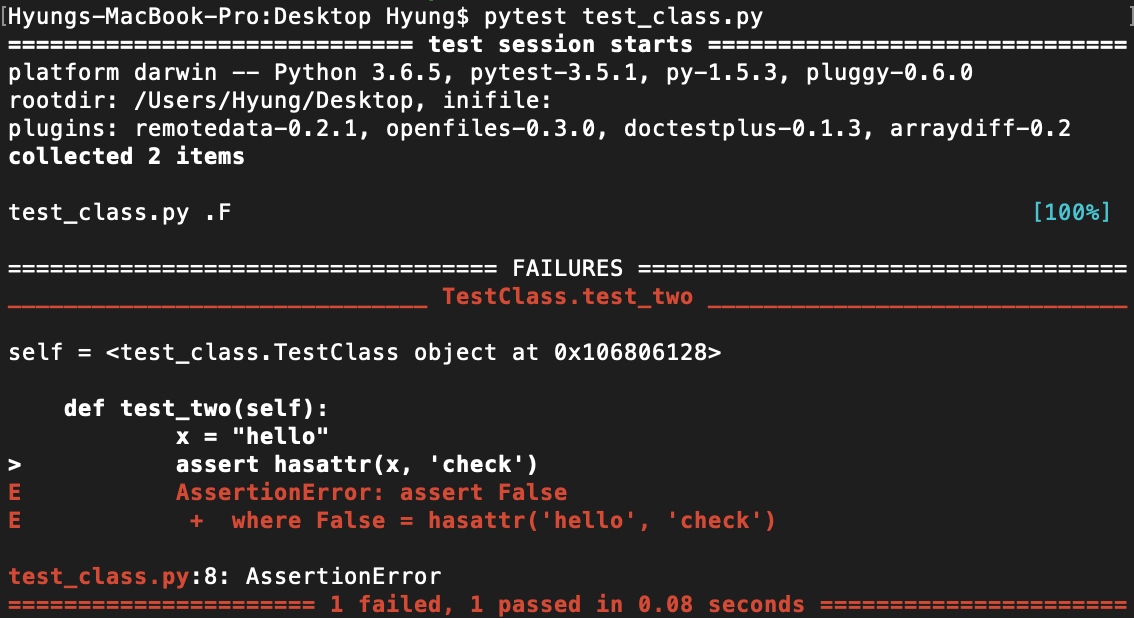 [Hyungs-MacBook-Pro:Desktop Hyung$ pytest test_class.py ]
============================= test session starts ==============================
platform darwin -- Python 3.6.5, pytest-3.5.1, py-1.5.3, pluggy-0.6.0
rootdir: /Users/Hyung/Desktop, inifile:
plugins: remotedata-0.2.1, openfiles-0.3.0, doctestplus-0.1.3, arraydiff-0.2
collected 2 items
test_class.py .F [100%]
=================================== FAILURES ===================================
______________________________ TestClass.test_two ______________________________
self = <test_class.TestClass object at 0x106806128>
    def test_two(self):
            x = "hello"
>           assert hasattr(x, 'check')
E           AssertionError: assert False
E            +  where False = hasattr('hello', 'check')
test_class.py:8: AssertionError
====================== 1 failed, 1 passed in 0.08 seconds ======================